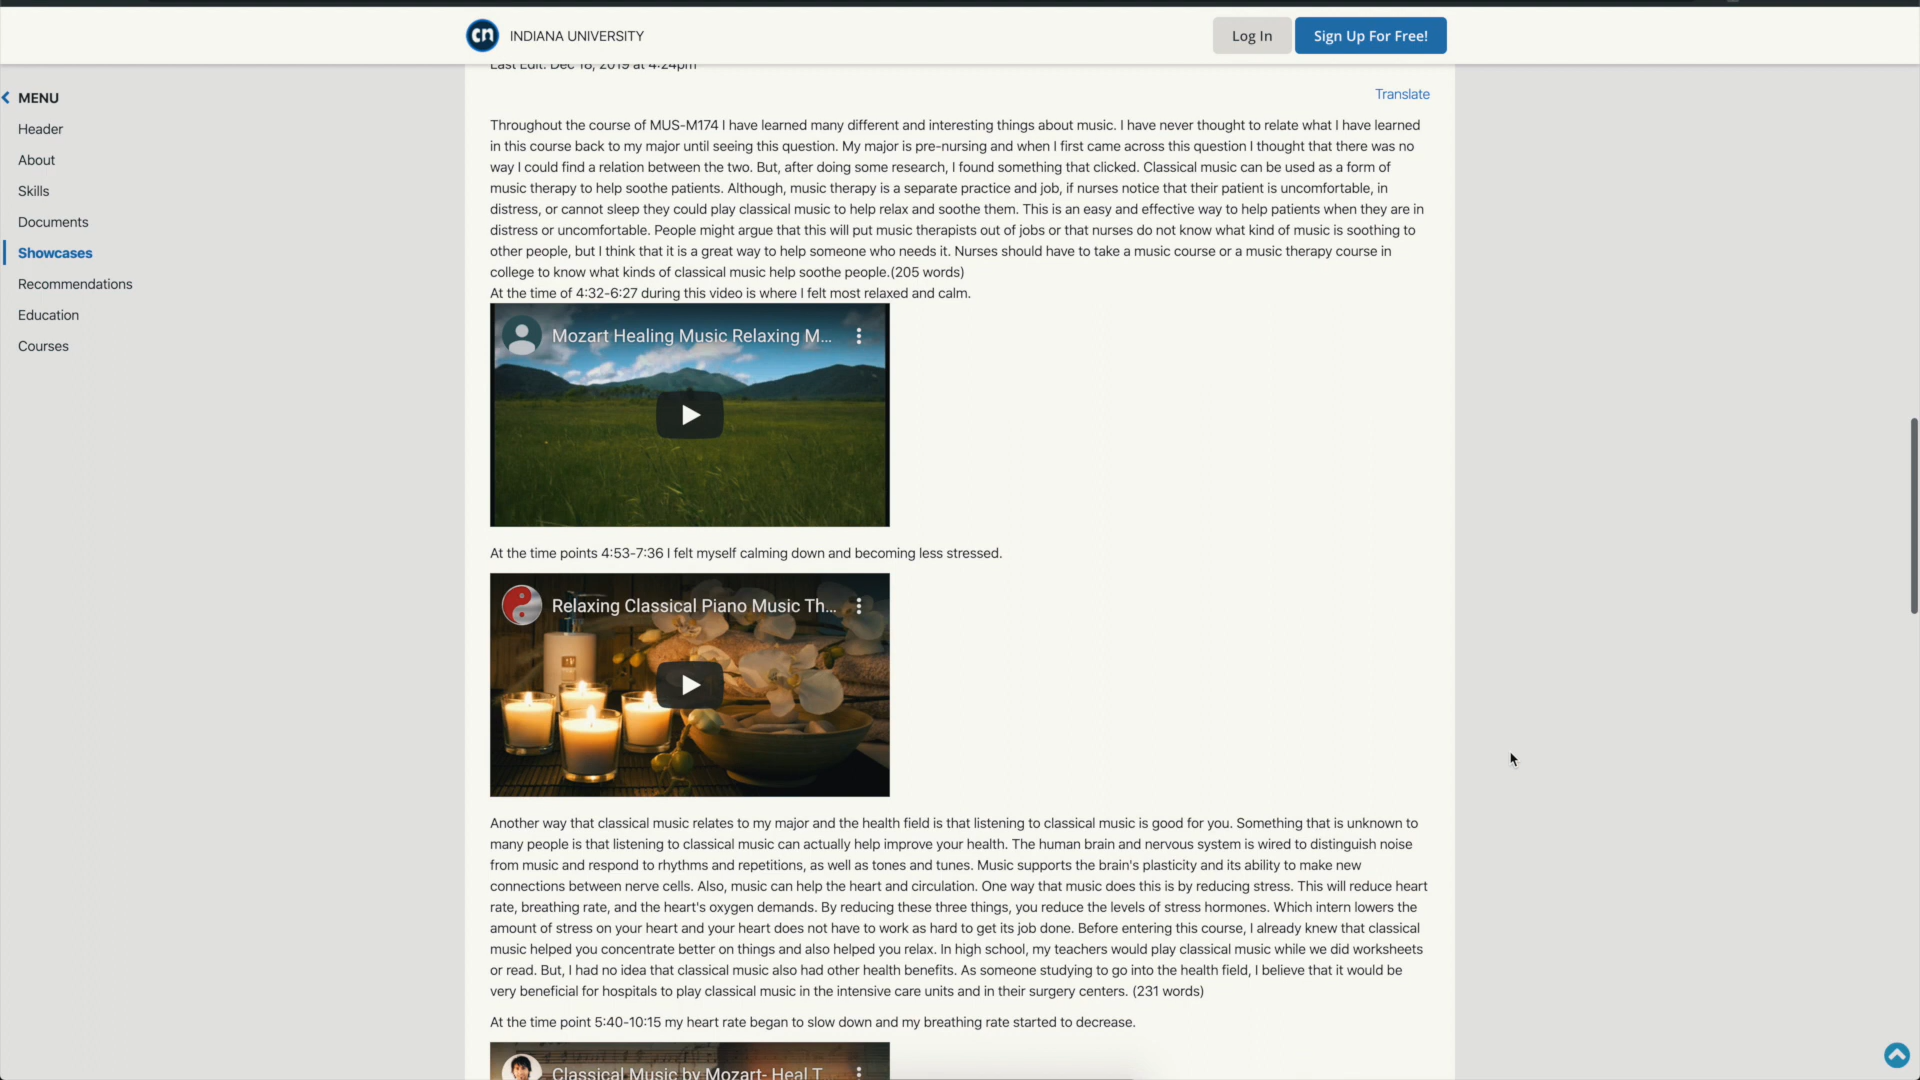 cn INDIANA UNIVERSITY
Log In
Sign Up For Free!
Last Edit: Dec 18, 2019 at 4:24pm
MENU
Header
About
Skills
Documents
Showcases
Recommendations
Education
Courses
Translate
Throughout the course of MUS-M174 I have learned many different and interesting things about music. I have never thought to relate what I have learned
in this course back to my major until seeing this question. My major is pre-nursing and when I first came across this question I thought that there was no
way I could find a relation between the two. But, after doing some research, I found something that clicked. Classical music can be used as a form of
music therapy to help soothe patients. Although, music therapy is a separate practice and job, if nurses notice that their patient is uncomfortable, in
distress, or cannot sleep they could play classical music to help relax and soothe them. This is an easy and effective way to help patients when they are in
distress or uncomfortable. People might argue that this will put music therapists out of jobs or that nurses do not know what kind of music is soothing to
other people, but I think that it is a great way to help someone who needs it. Nurses should have to take a music course or a music therapy course in
college to know what kinds of classical music help soothe people.(205 words)
At the time of 4:32-6:27 during this video is where I felt most relaxed and calm.
Mozart Healing Music Relaxing M...
At the time points 4:53-7:36 I felt myself calming down and becoming less stressed.
Relaxing Classical Piano Music Th...
Another way that classical music relates to my major and the health field is that listening to classical music is good for you. Something that is unknown to
many people is that listening to classical music can actually help improve your health. The human brain and nervous system is wired to distinguish noise
from music and respond to rhythms and repetitions, as well as tones and tunes. Music supports the brain's plasticity and its ability to make new
connections between nerve cells. Also, music can help the heart and circulation. One way that music does this is by reducing stress. This will reduce heart
rate, breathing rate, and the heart's oxygen demands. By reducing these three things, you reduce the levels of stress hormones. Which intern lowers the
amount of stress on your heart and your heart does not have to work as hard to get its job done. Before entering this course, I already knew that classical
music helped you concentrate better on things and also helped you relax. In high school, my teachers would play classical music while we did worksheets
or read. But, I had no idea that classical music also had other health benefits. As someone studying to go into the health field, I believe that it would be
very beneficial for hospitals to play classical music in the intensive care units and in their surgery centers. (231 words)
At the time point 5:40-10:15 my heart rate began to slow down and my breathing rate started to decrease.
Classical Music by Mozart- Heal T...